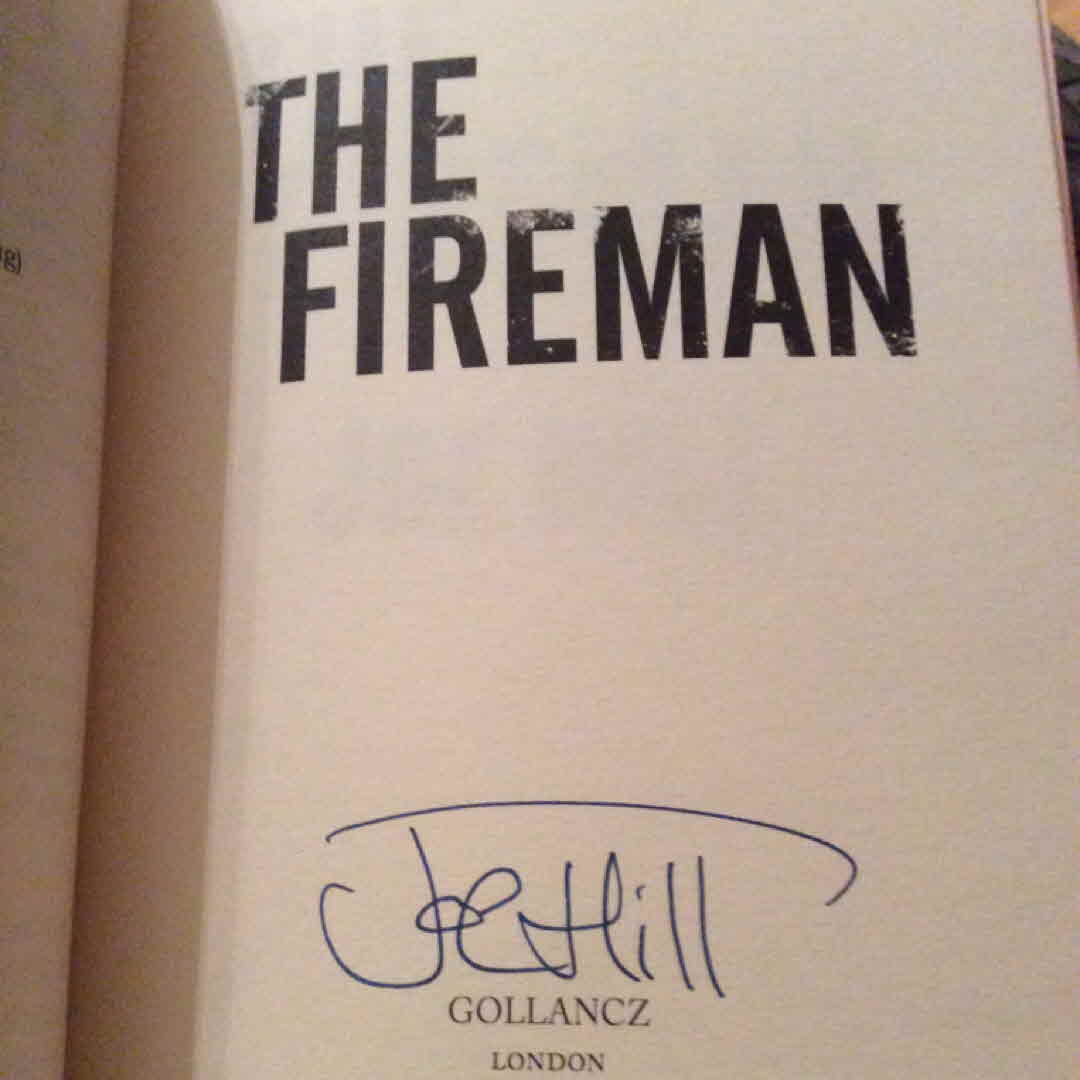 THE
FIREMAN
g)
Joe Hill
GOLLANCZ
LONDON